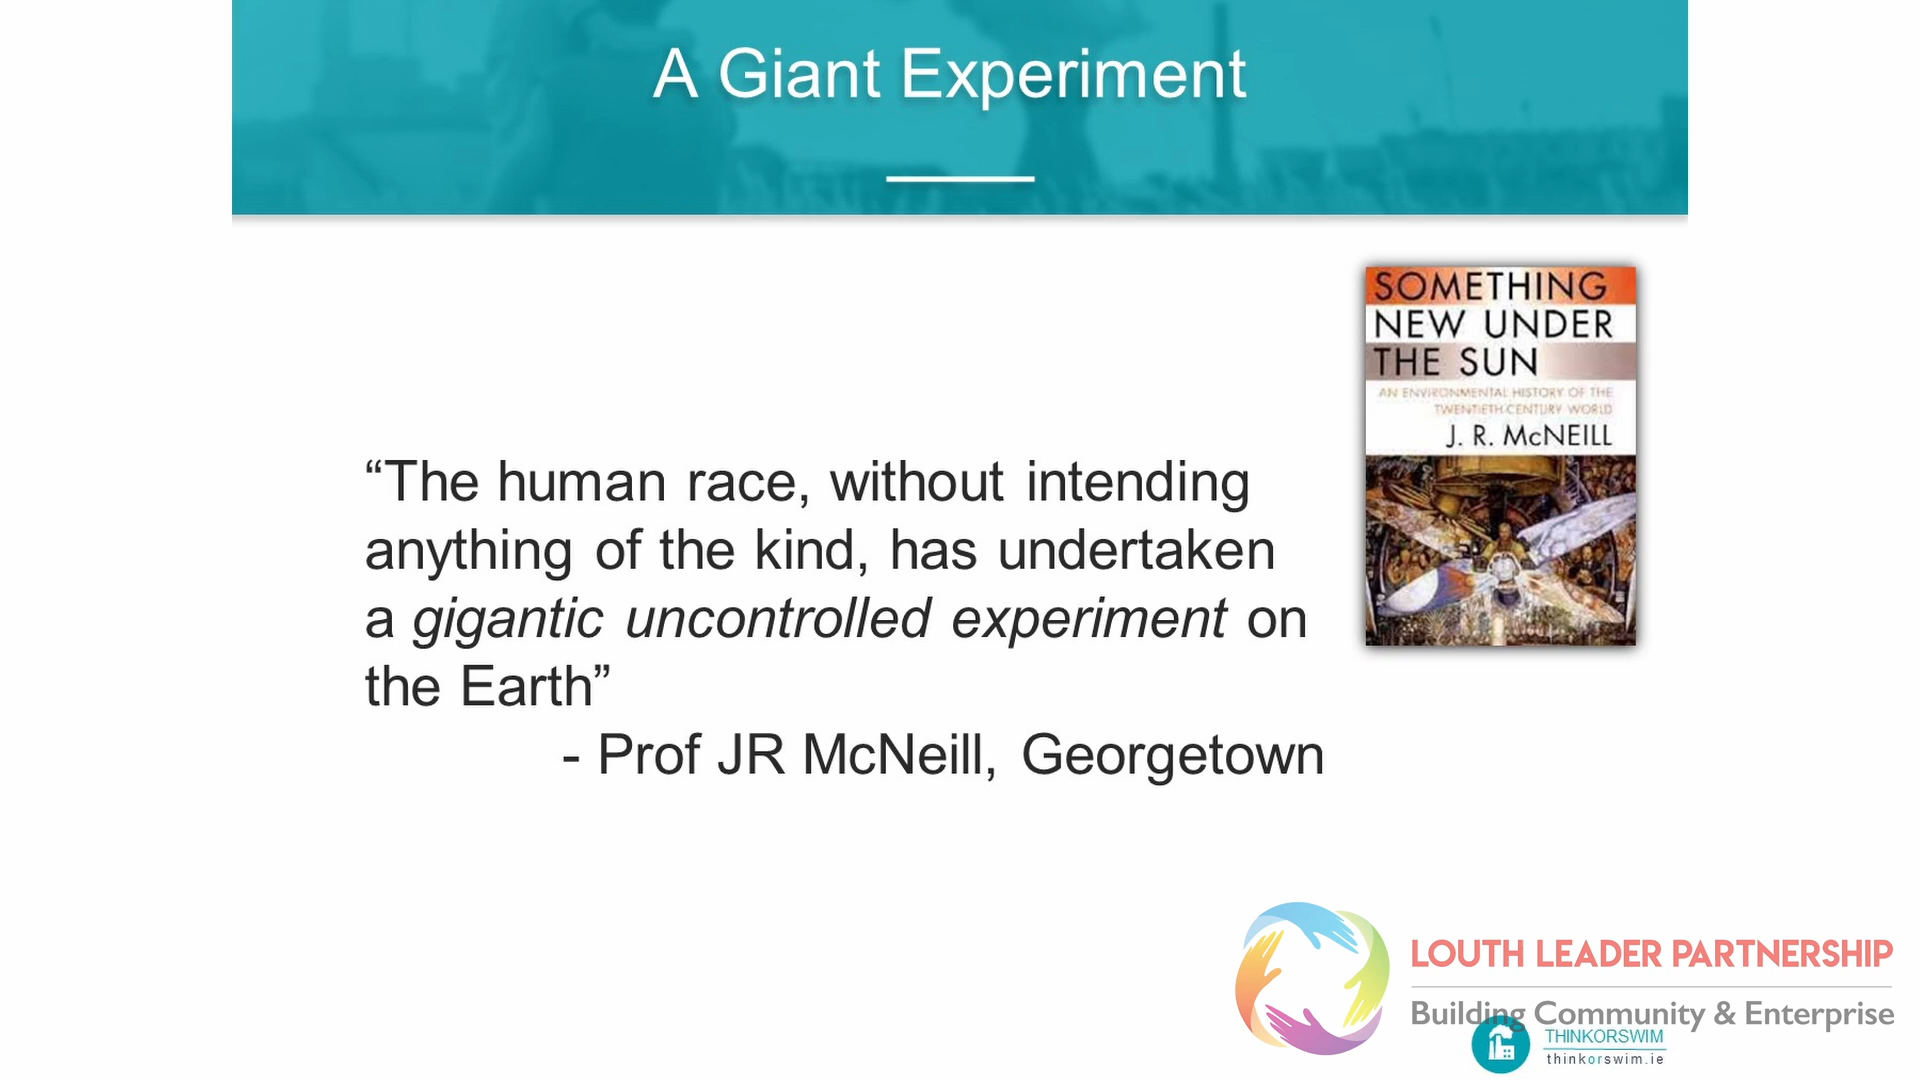 A Giant Experiment
SOMETHING
NEW UNDER
THE SUN
AN ENVIRONMENTAL HISTORY OF THE
TWENTIETH-CENTURY WORLD
J. R. McNEILL
“The human race, without intending
anything of the kind, has undertaken
a gigantic uncontrolled experiment on
the Earth”
- Prof JR McNeill, Georgetown
LOUTH LEADER PARTNERSHIP
Building Community & Enterprise
THINKORSWIM
thinkorswim.ie